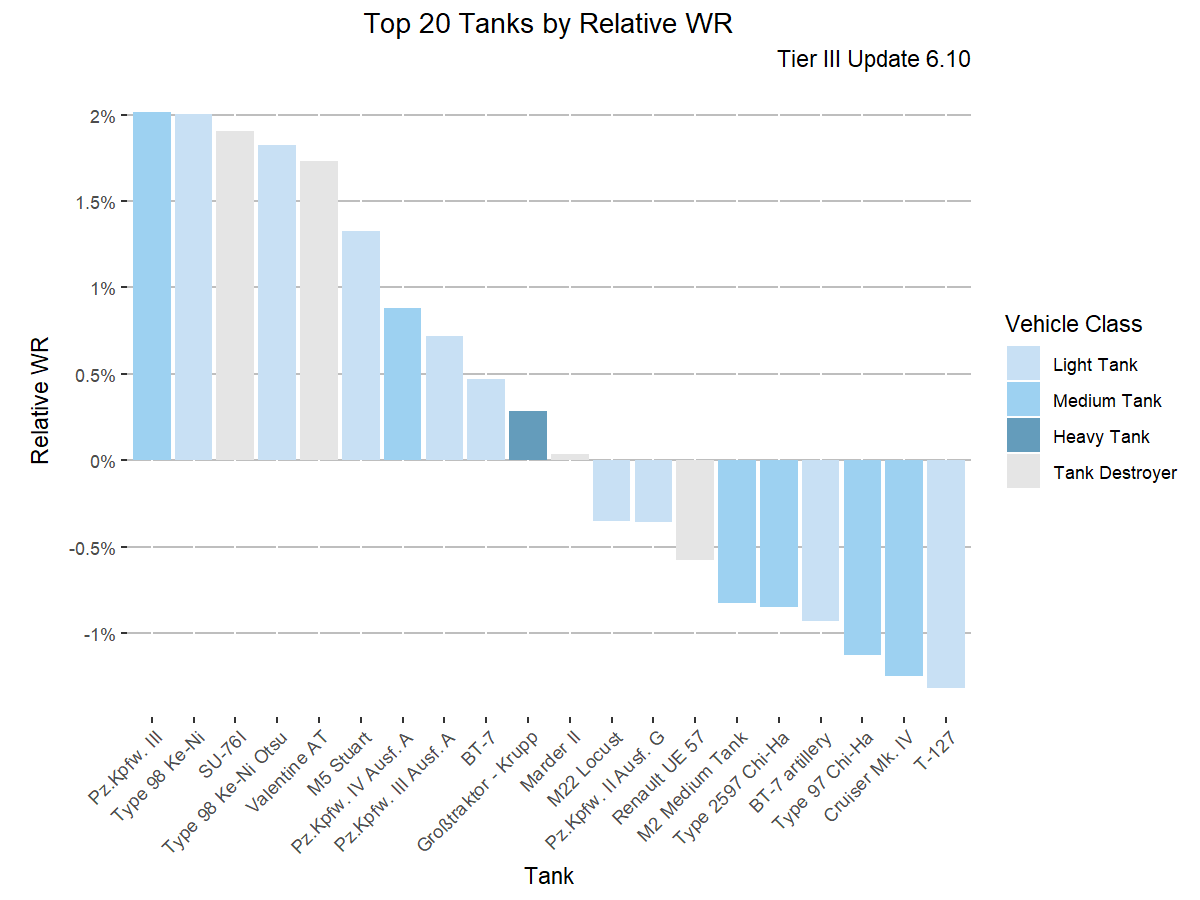 Top 20 Tanks by Relative WR
Tier III Update 6.10
Relative WR
2%
1.5%
1%
0.5%
0%
-0.5%
-1%
Pz.Kpfw. III
Type 98 Ke-Ni
SU-76I
Type 98 Ke-Ni Otsu
Valentine AT
M5 Stuart
Pz.Kpfw. IV Ausf. A
Pz.Kpfw. III Ausf. A
BT-7
Großtraktor - Krupp
Marder II
M22 Locust
Pz.Kpfw. II Ausf. G
Renault UE 57
M2 Medium Tank
Type 2597 Chi-Ha
BT-7 artillery
Type 97 Chi-Ha
Cruiser Mk. IV
T-127
Tank
Vehicle Class
Light Tank
Medium Tank
Heavy Tank
Tank Destroyer